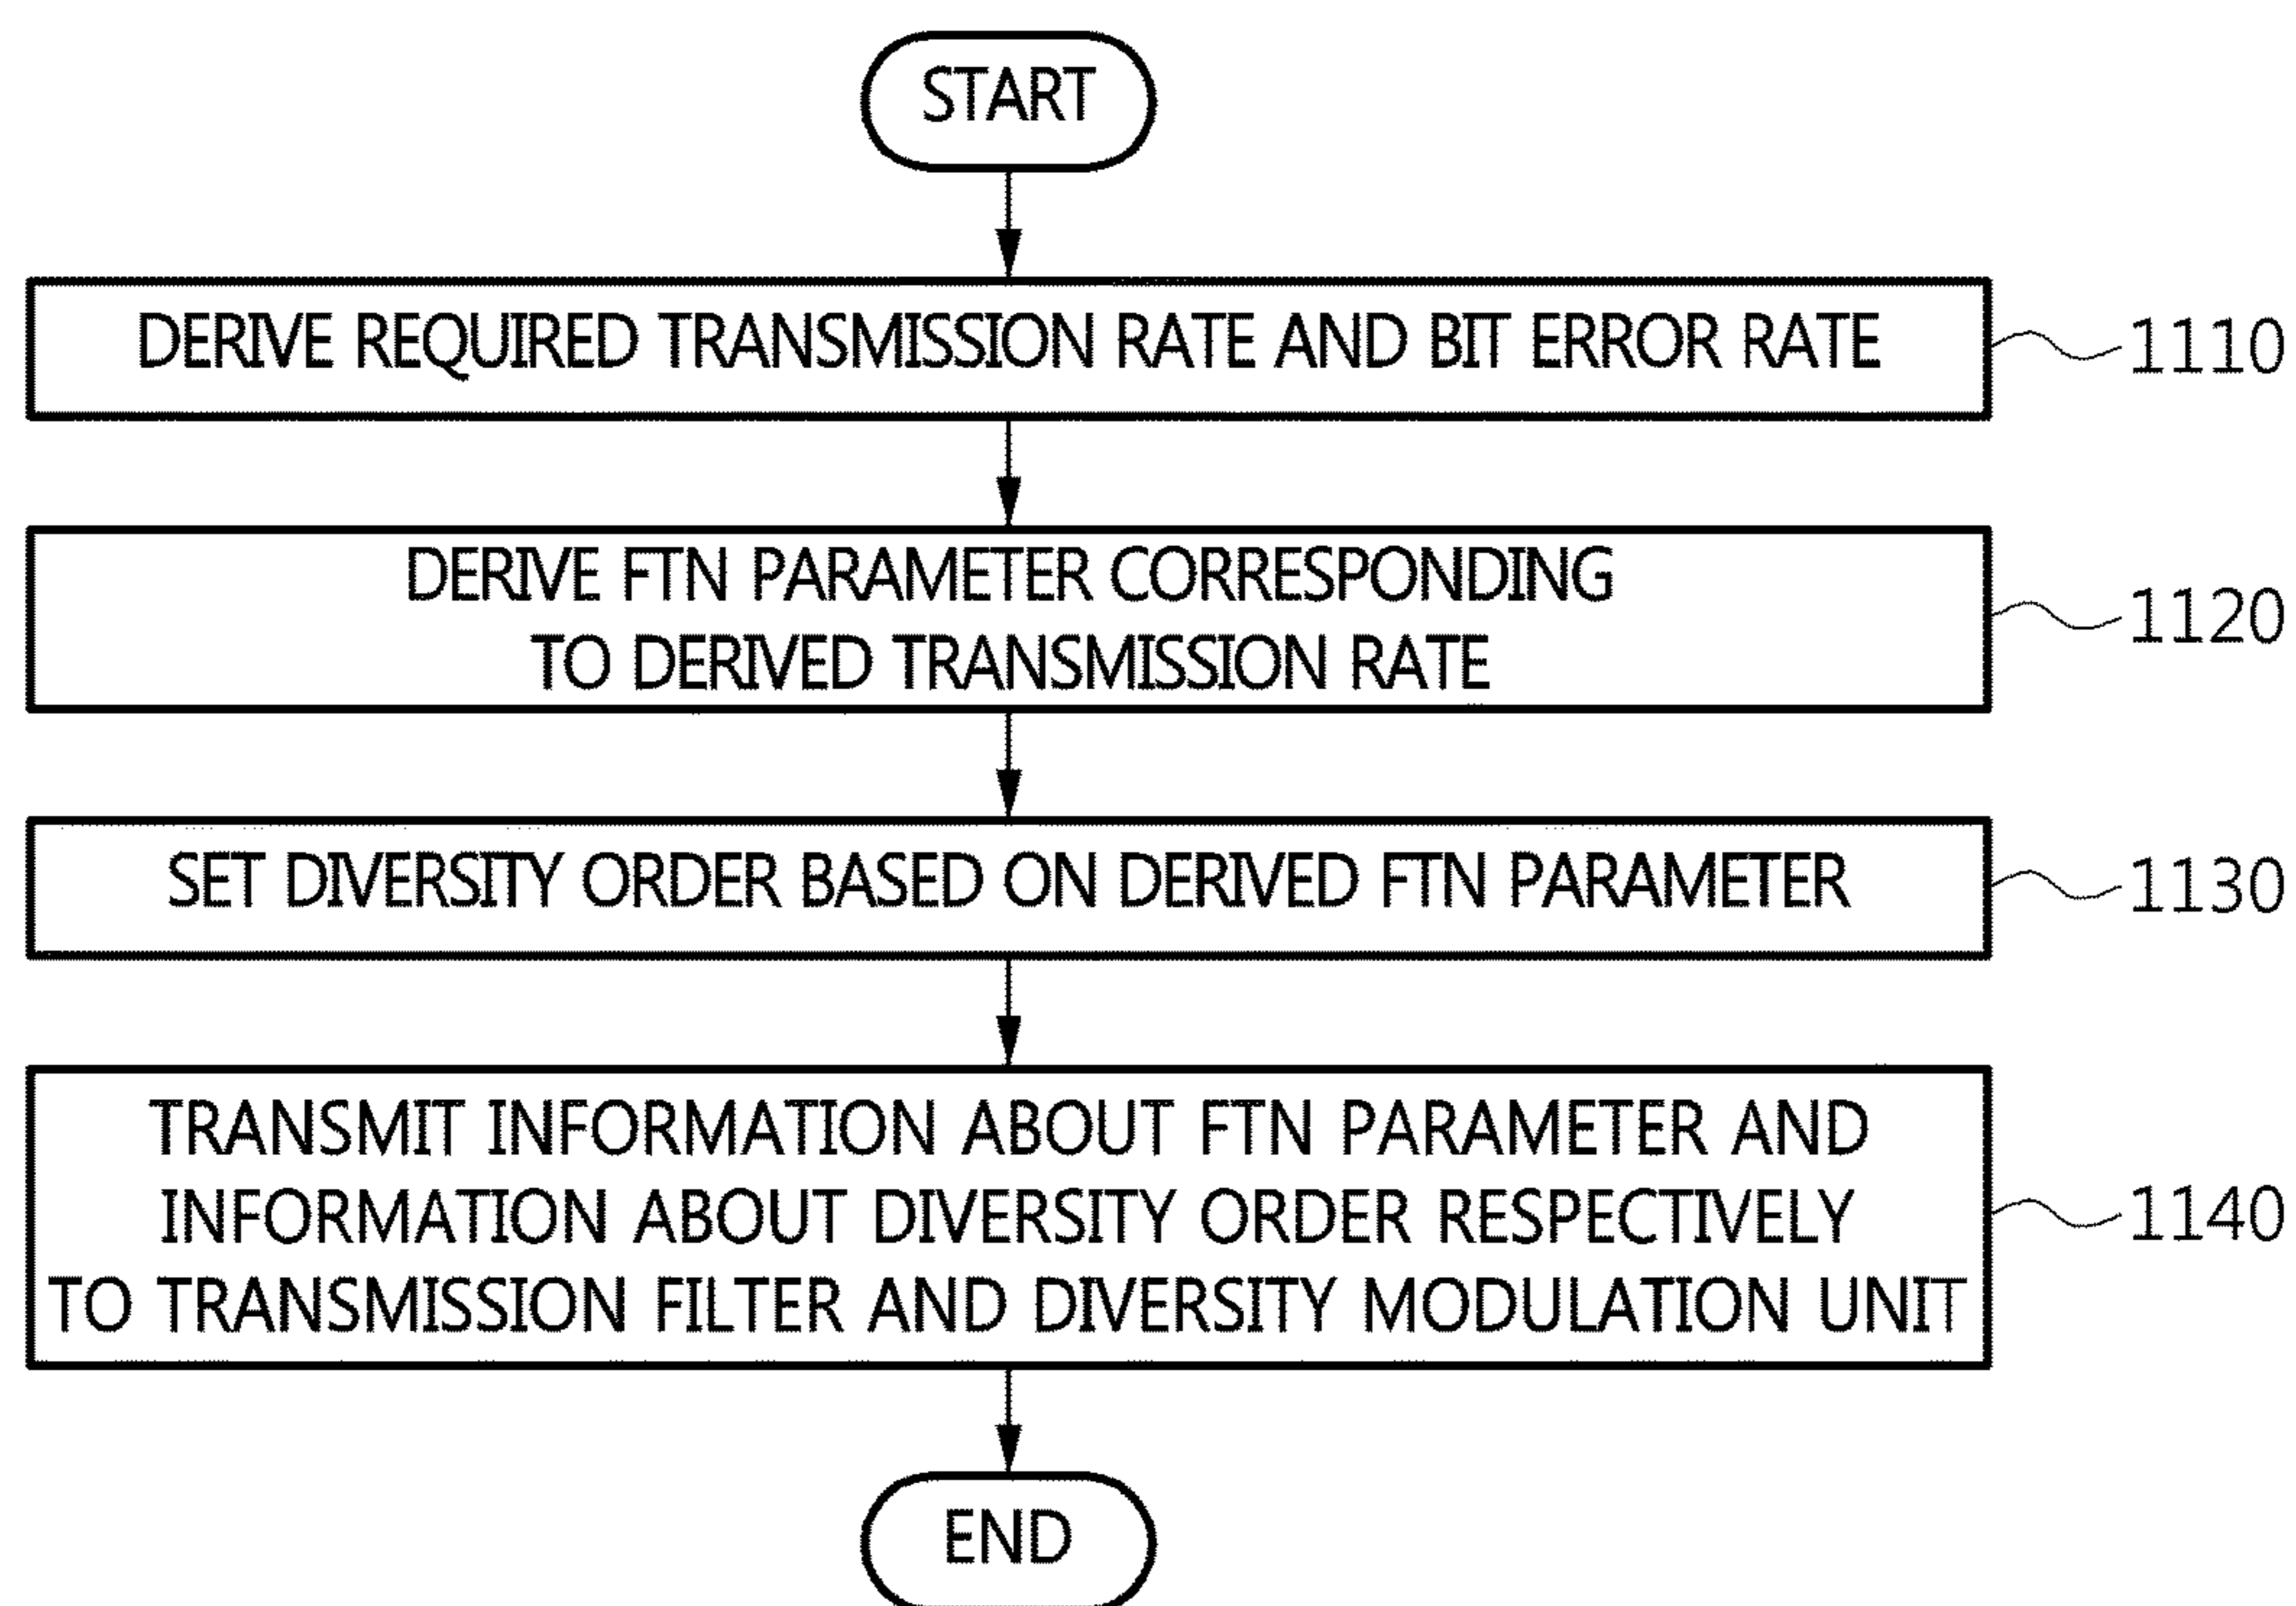 START
DERIVE REQUIRED TRANSMISSION RATE AND BIT ERROR RATE
1110
DERIVE FTN PARAMETER CORRESPONDING
TO DERIVED TRANSMISSION RATE
1120
SET DIVERSITY ORDER BASED ON DERIVED FTN PARAMETER
1130
TRANSMIT INFORMATION ABOUT FTN PARAMETER AND
INFORMATION ABOUT DIVERSITY ORDER RESPECTIVELY
TO TRANSMISSION FILTER AND DIVERSITY MODULATION UNIT
1140
END